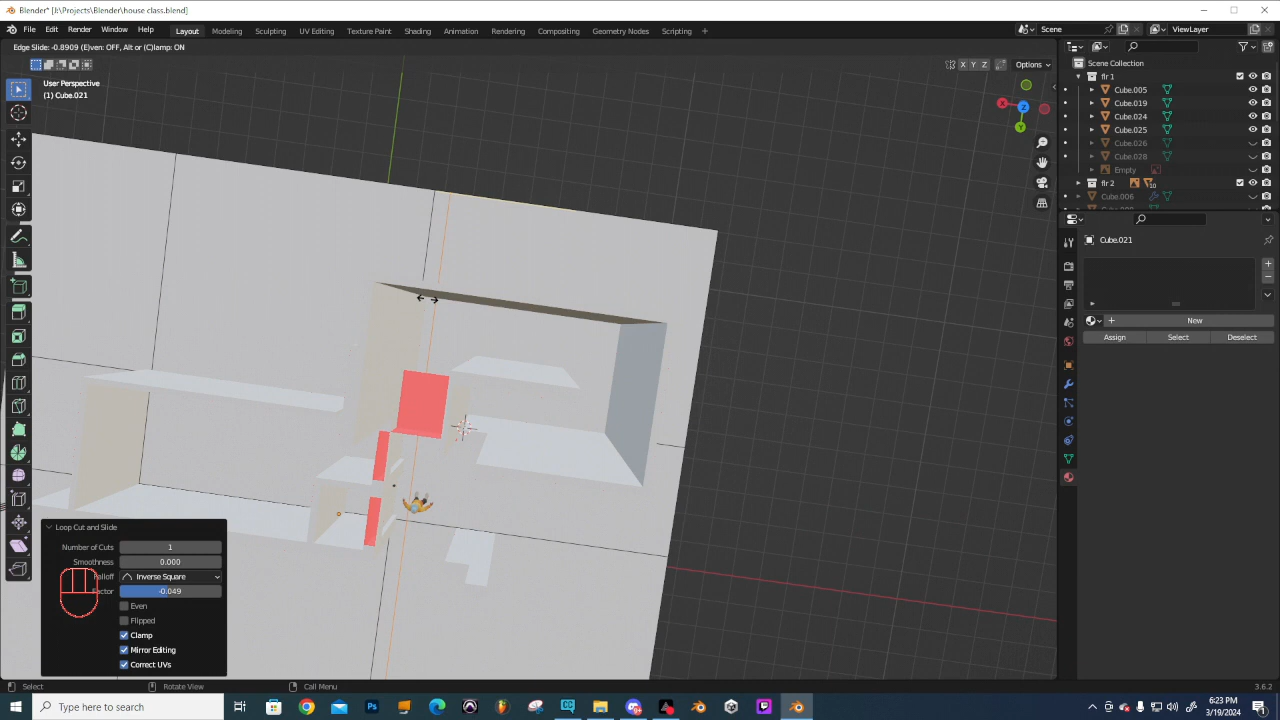 Blender* [I:\Projects\Blender\house class.blend]
File Edit Render Window Help Layout Modeling Sculpting UV Editing Texture Paint Shading Animation Rendering Compositing Geometry Nodes Scripting + Scene ViewLayer
Edge Slide: -0.8909 (E)ven: OFF, Alt or (C)lamp: ON
X Y Z Options
User Perspective
(1) Cube.021
Scene Collection
flr 1
Cube.005
Cube.019
Cube.024
Cube.025
Cube.026
Cube.028
Empty
flr 2 10
Cube.006
X
Y
Z
Cube.021
New
Assign Select Deselect
Loop Cut and Slide
Number of Cuts 1
Smoothness 0.000
Falloff Inverse Square
Factor -0.049
Even
Flipped
Clamp
Mirror Editing
Correct UVs
Select Rotate View Call Menu 3.6.2
Type here to search
6:23 PM
3/19/2024